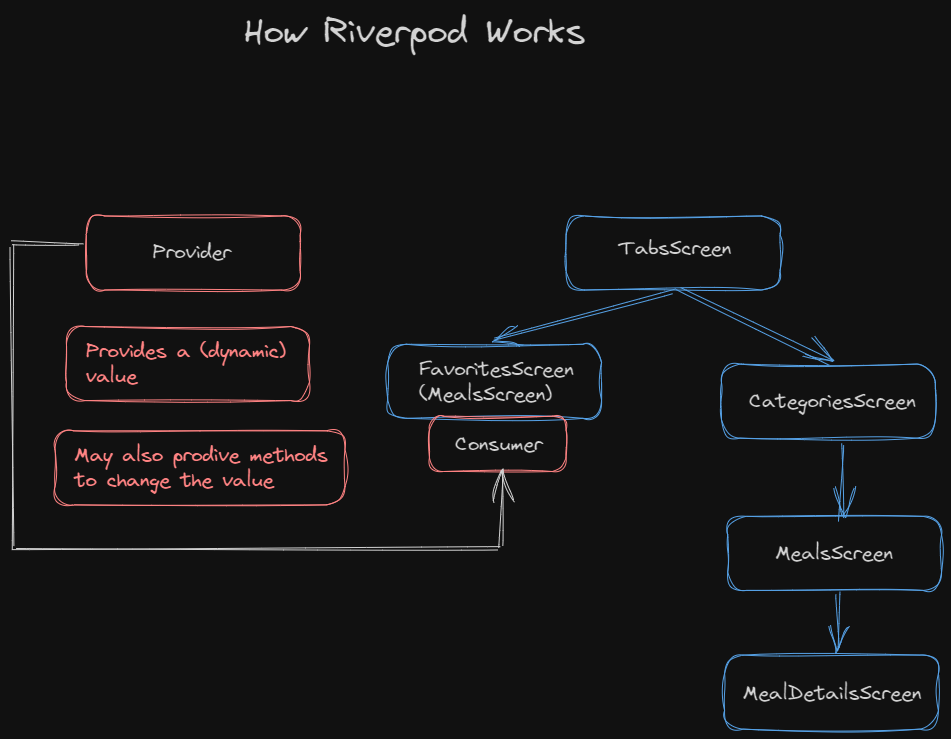 How Riverpod Works
Provider
Provides a (dynamic)
value
May also prodive methods
to change the value
TabsScreen
FavoritesScreen
(MealsScreen)
Consumer
CategoriesScreen
MealsScreen
MealDetailsScreen